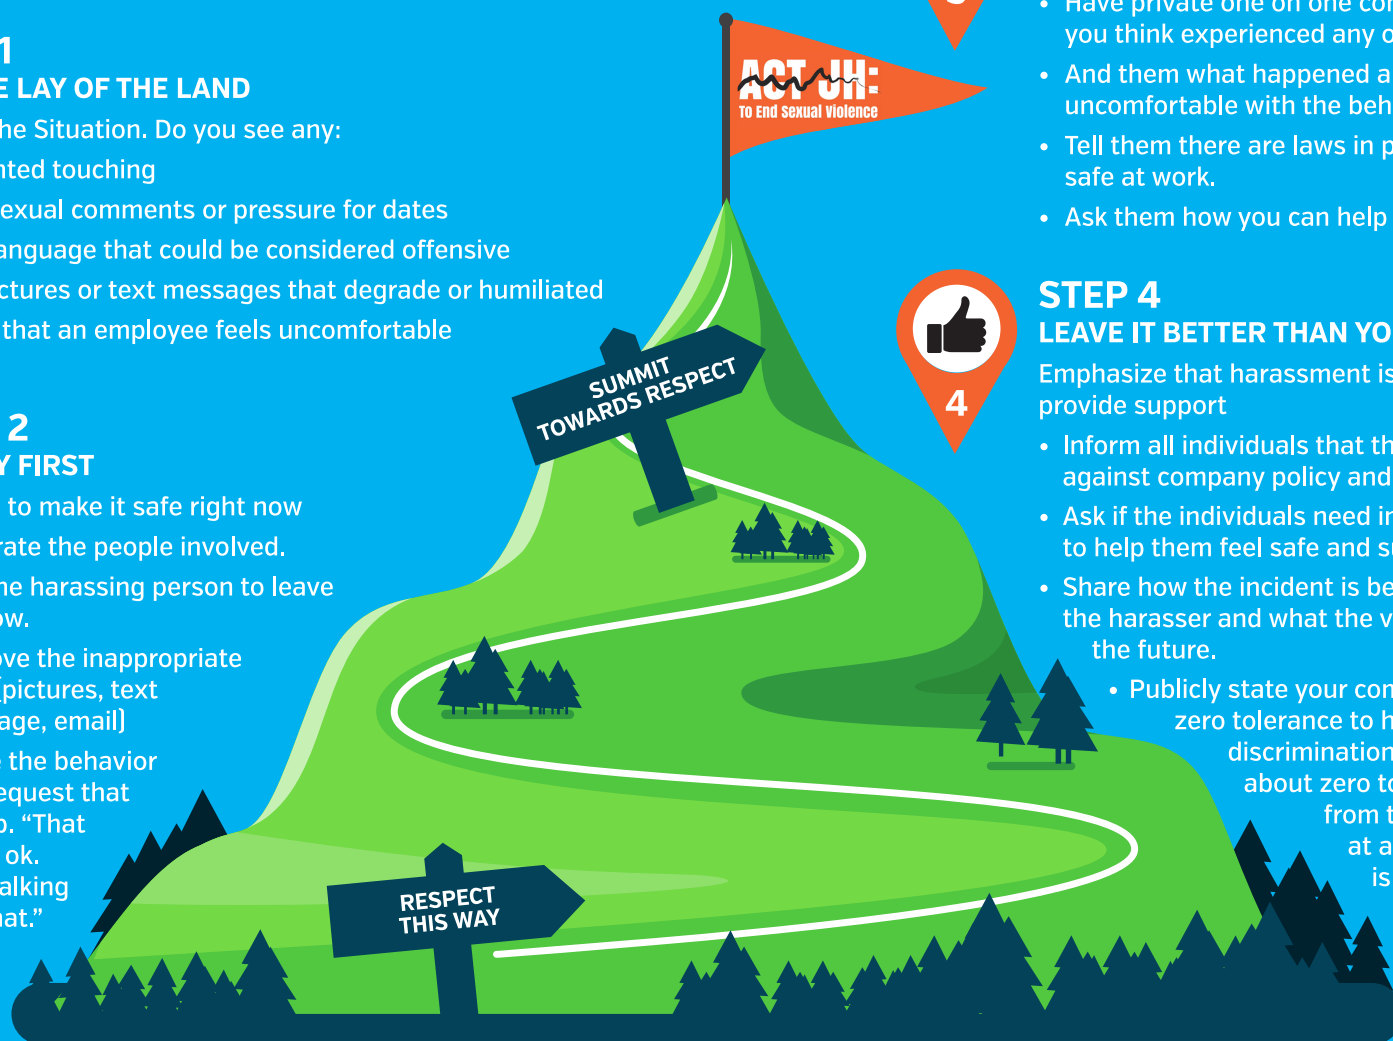 1
E LAY OF THE LAND
he Situation. Do you see any:
nted touching
exual comments or pressure for dates
anguage that could be considered offensive
ctures or text messages that degrade or humiliated
that an employee feels uncomfortable
2
Y FIRST
to make it safe right now
rate the people involved.
he harassing person to leave
ow.
ove the inappropriate
(pictures, text
age, email)
e the behavior
equest that
p. “That
ok.
alking
hat.”
ACT JH:
To End Sexual Violence
SUMMIT
TOWARDS RESPECT
RESPECT
THIS WAY
• Have private one on one con
you think experienced any o
• And them what happened a
uncomfortable with the beh
• Tell them there are laws in p
safe at work.
• Ask them how you can help
4
STEP 4
LEAVE IT BETTER THAN YO
Emphasize that harassment is
provide support
• Inform all individuals that th
against company policy and
• Ask if the individuals need in
to help them feel safe and su
• Share how the incident is be
the harasser and what the v
the future.
• Publicly state your com
zero tolerance to h
discrimination
about zero to
from t
at a
is